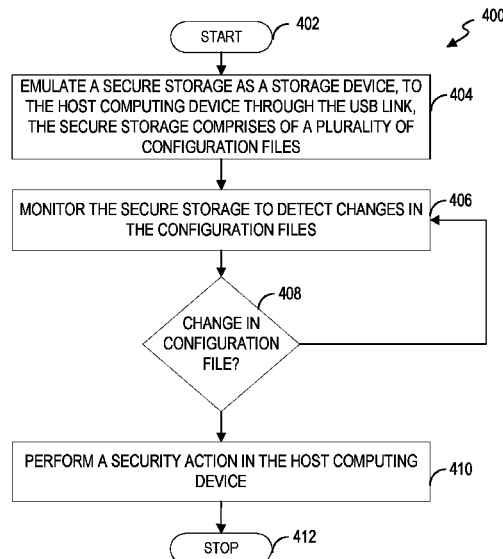 400
START
402
EMULATE A SECURE STORAGE AS A STORAGE DEVICE, TO
THE HOST COMPUTING DEVICE THROUGH THE USB LINK,
THE SECURE STORAGE COMPRISES OF A PLURALITY OF
CONFIGURATION FILES
404
MONITOR THE SECURE STORAGE TO DETECT CHANGES IN
THE CONFIGURATION FILES
406
408
CHANGE IN
CONFIGURATION
FILE?
PERFORM A SECURITY ACTION IN THE HOST COMPUTING
DEVICE
410
STOP
412